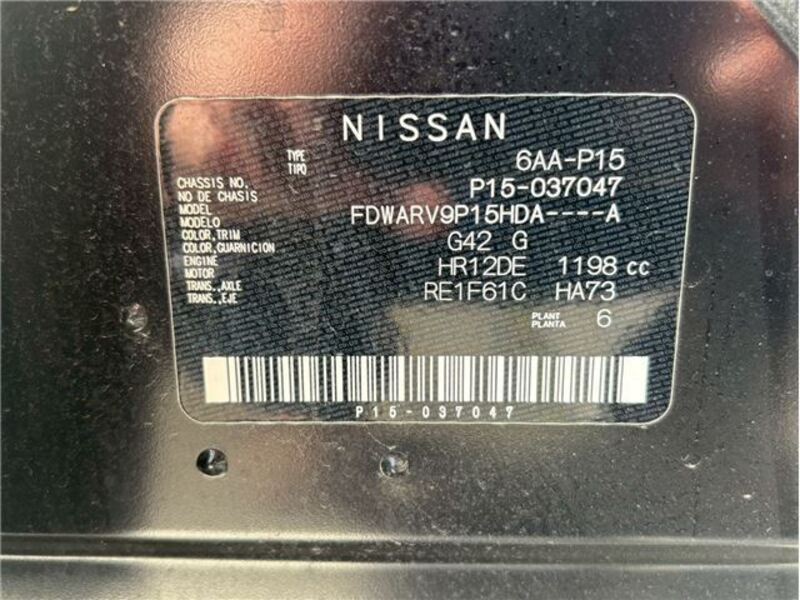 NISSAN
TYPE
TIPO 6AA-P15
CHASSIS NO. P15-037047
NO DE CHASIS
MODEL FDWARV9P15HDA----A
MODELO
COLOR,TRIM G42 G
COLOR,GUARNICION
ENGINE HR12DE 1198 cc
MOTOR
TRANS.,AXLE RE1F61C HA73
TRANS.,EJE
PLANT 6
PLANTA
P15-037047